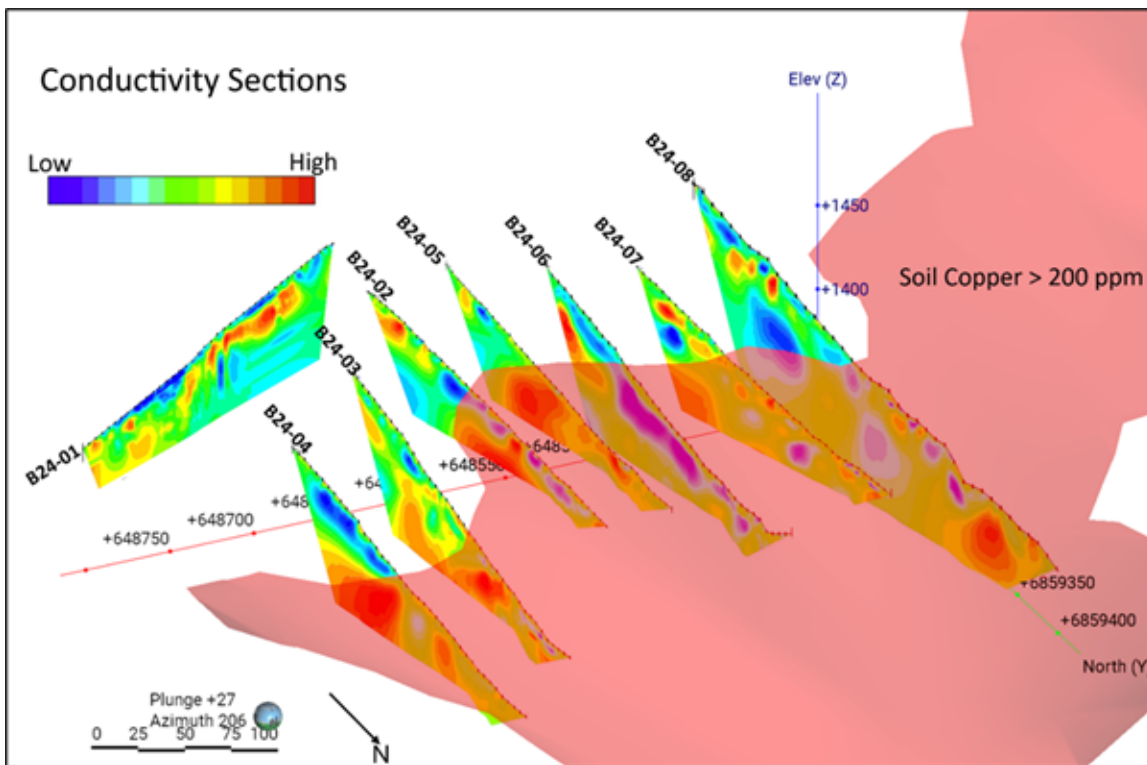 Conductivity Sections
Low High
Elev (Z)
B24-08
+1450
B24-05
B24-06
B24-07
B24-02
+1400
Soil Copper > 200 ppm
B24-03
B24-04
B24-01
+648550
+648700
+648750
+6859350
+6859400
North (Y
Plunge +27
Azimuth 206
0 25 50 75 100
N